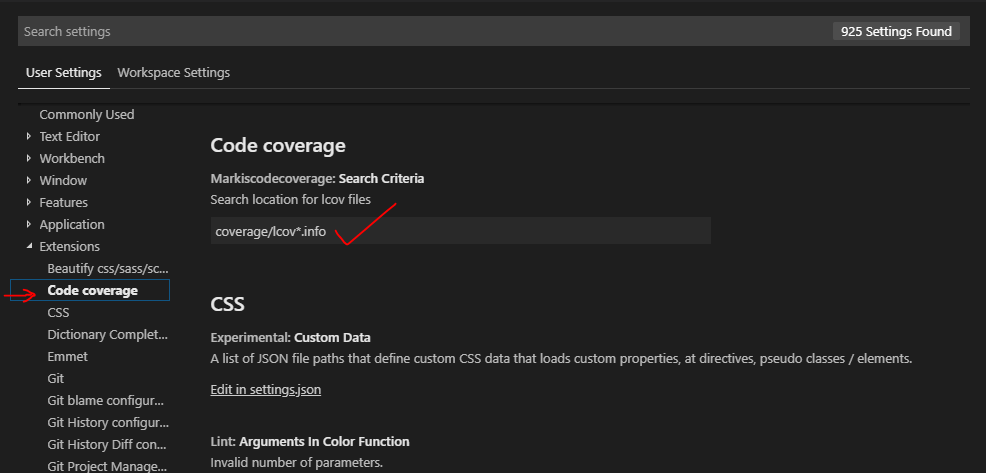 Search settings
925 Settings Found
User Settings
Workspace Settings
Commonly Used
Text Editor
Workbench
Window
Features
Application
Extensions
Beautify css/sass/sc...
Code coverage
CSS
Dictionary Complet...
Emmet
Git
Git blame configur...
Git History configur...
Git History Diff con...
Git Project Manage...
Code coverage
Markiscodecoverage: Search Criteria
Search location for lcov files
coverage/lcov*.info
CSS
Experimental: Custom Data
A list of JSON file paths that define custom CSS data that loads custom properties, at directives, pseudo classes / elements.
Edit in settings.json
Lint: Arguments In Color Function
Invalid number of parameters.